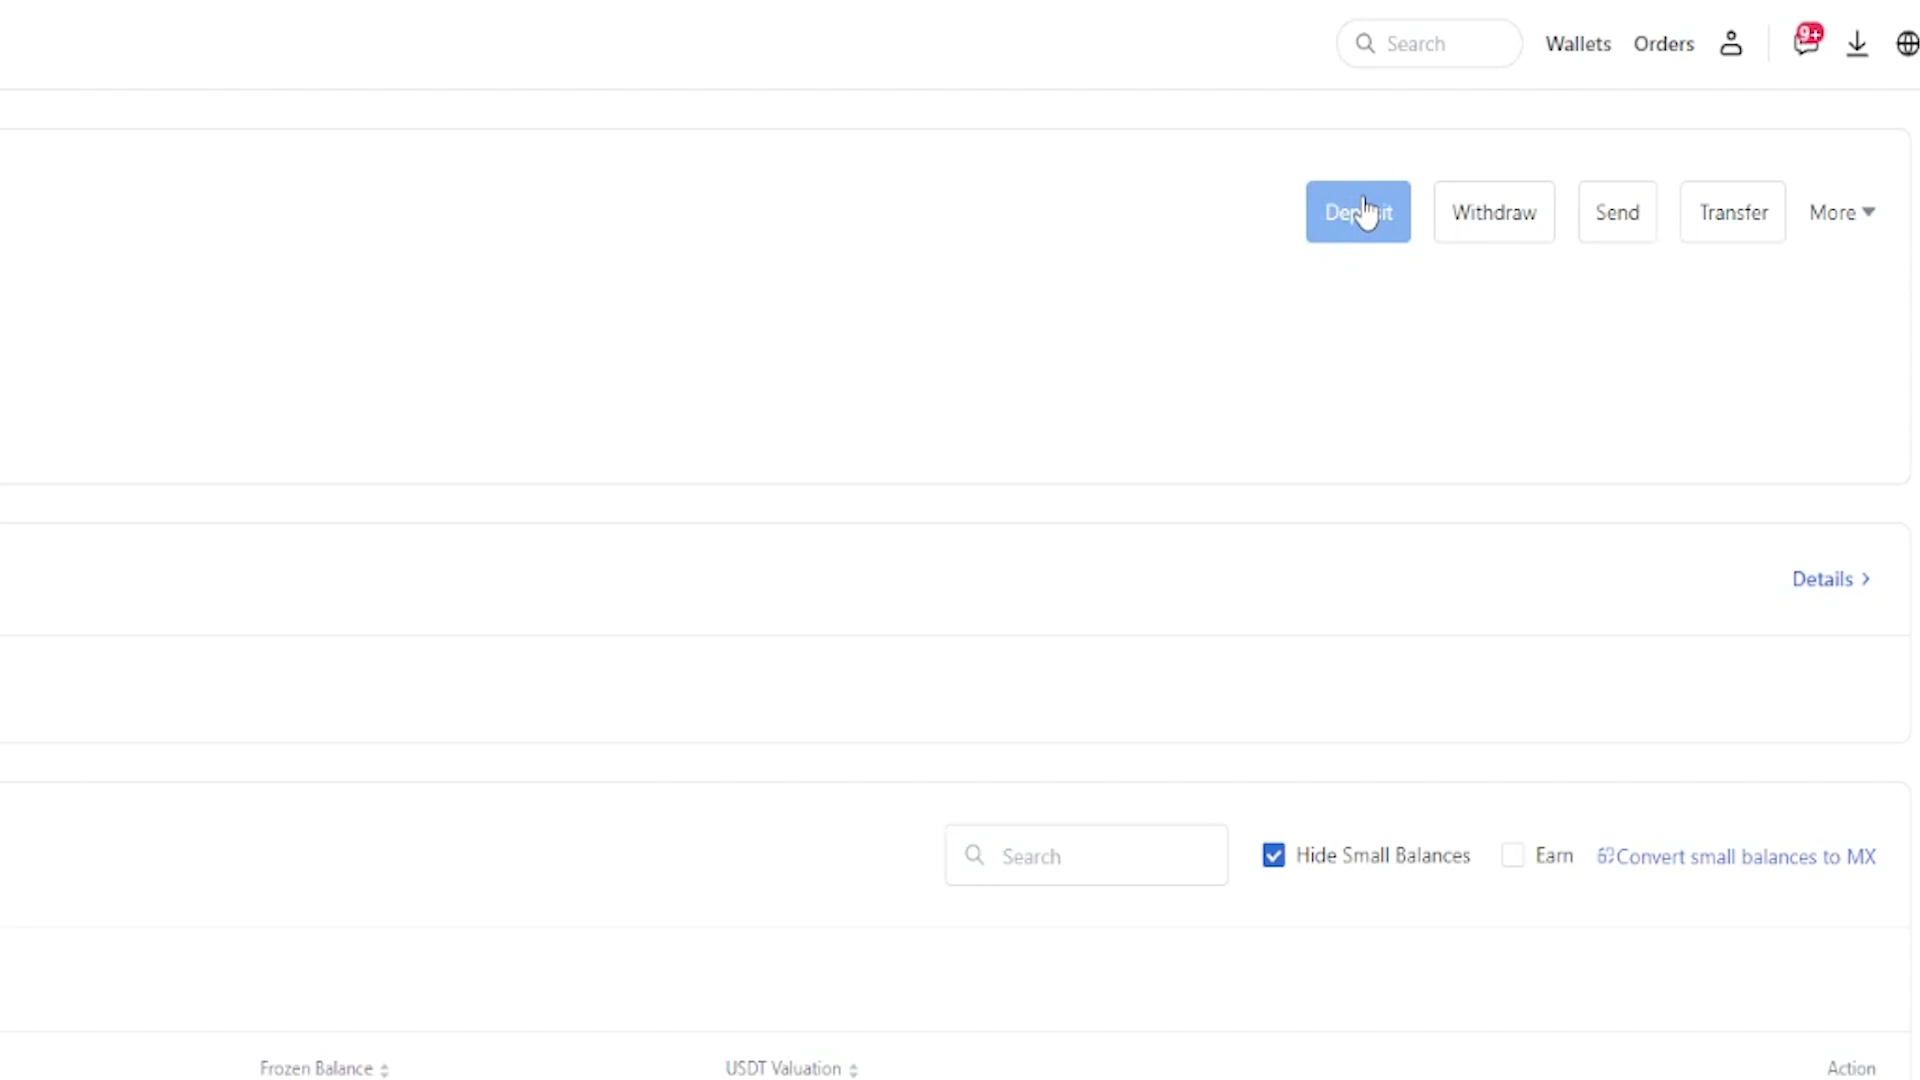 Search Wallets Orders 9+
Withdraw Send Transfer More
Details
Search Hide Small Balances Earn Convert small balances to MX
Frozen Balance USDT Valuation Action